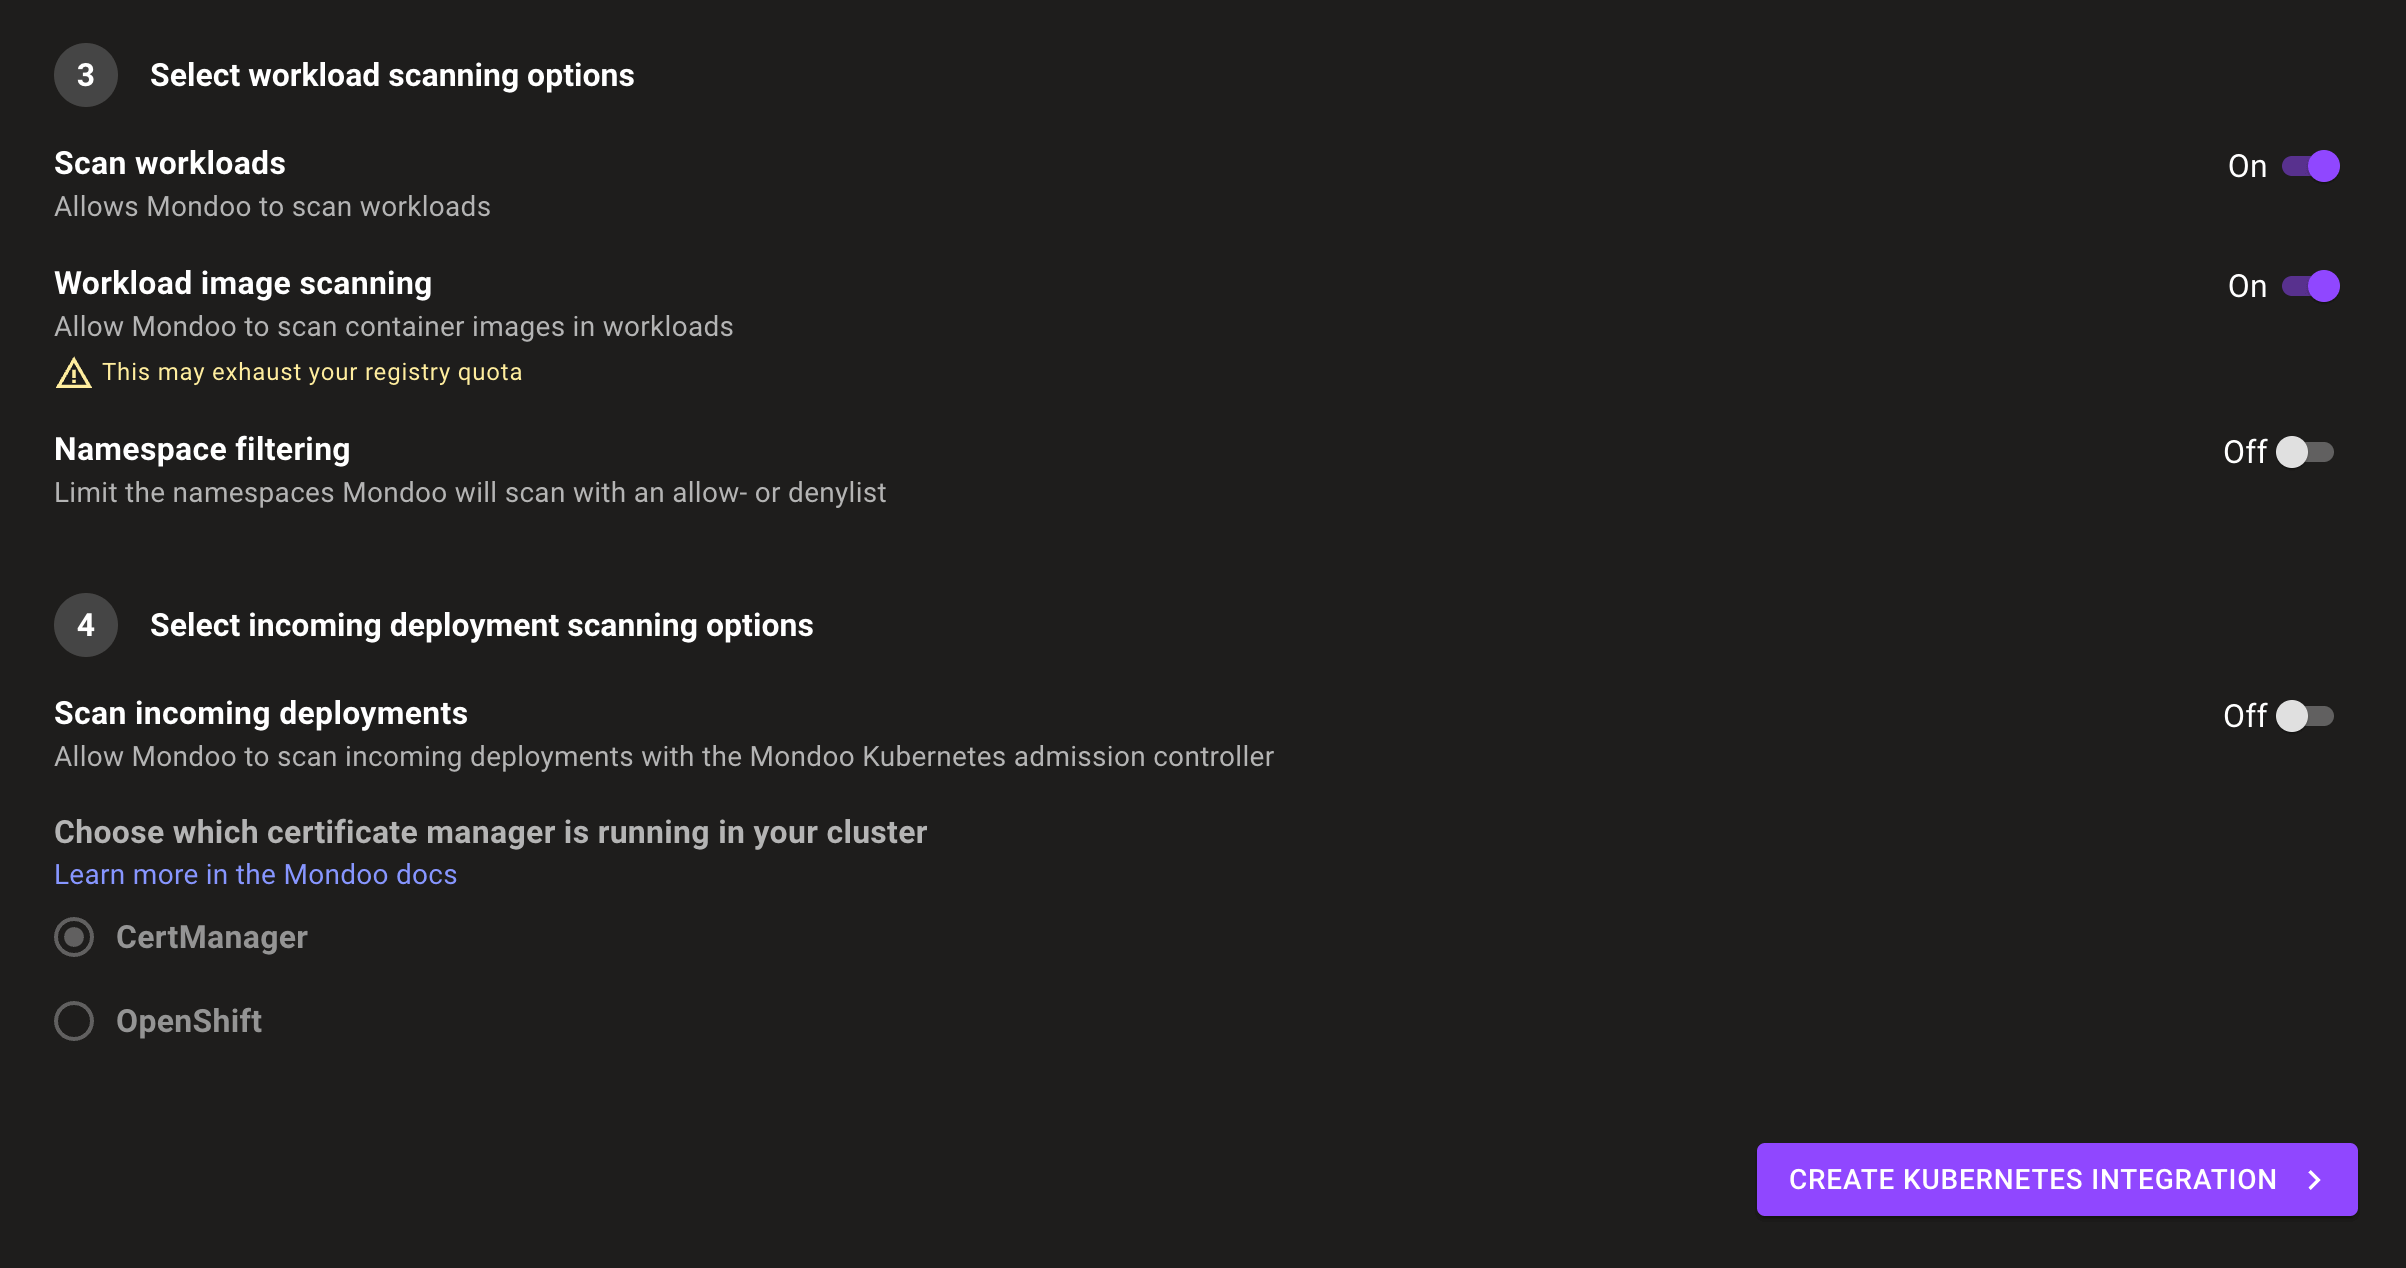 3
Select workload scanning options
Scan workloads
On
Allows Mondoo to scan workloads
Workload image scanning
On
Allow Mondoo to scan container images in workloads
This may exhaust your registry quota
Namespace filtering
Off
Limit the namespaces Mondoo will scan with an allow- or denylist
4
Select incoming deployment scanning options
Scan incoming deployments
Off
Allow Mondoo to scan incoming deployments with the Mondoo Kubernetes admission controller
Choose which certificate manager is running in your cluster
Learn more in the Mondoo docs
CertManager
OpenShift
CREATE KUBERNETES INTEGRATION